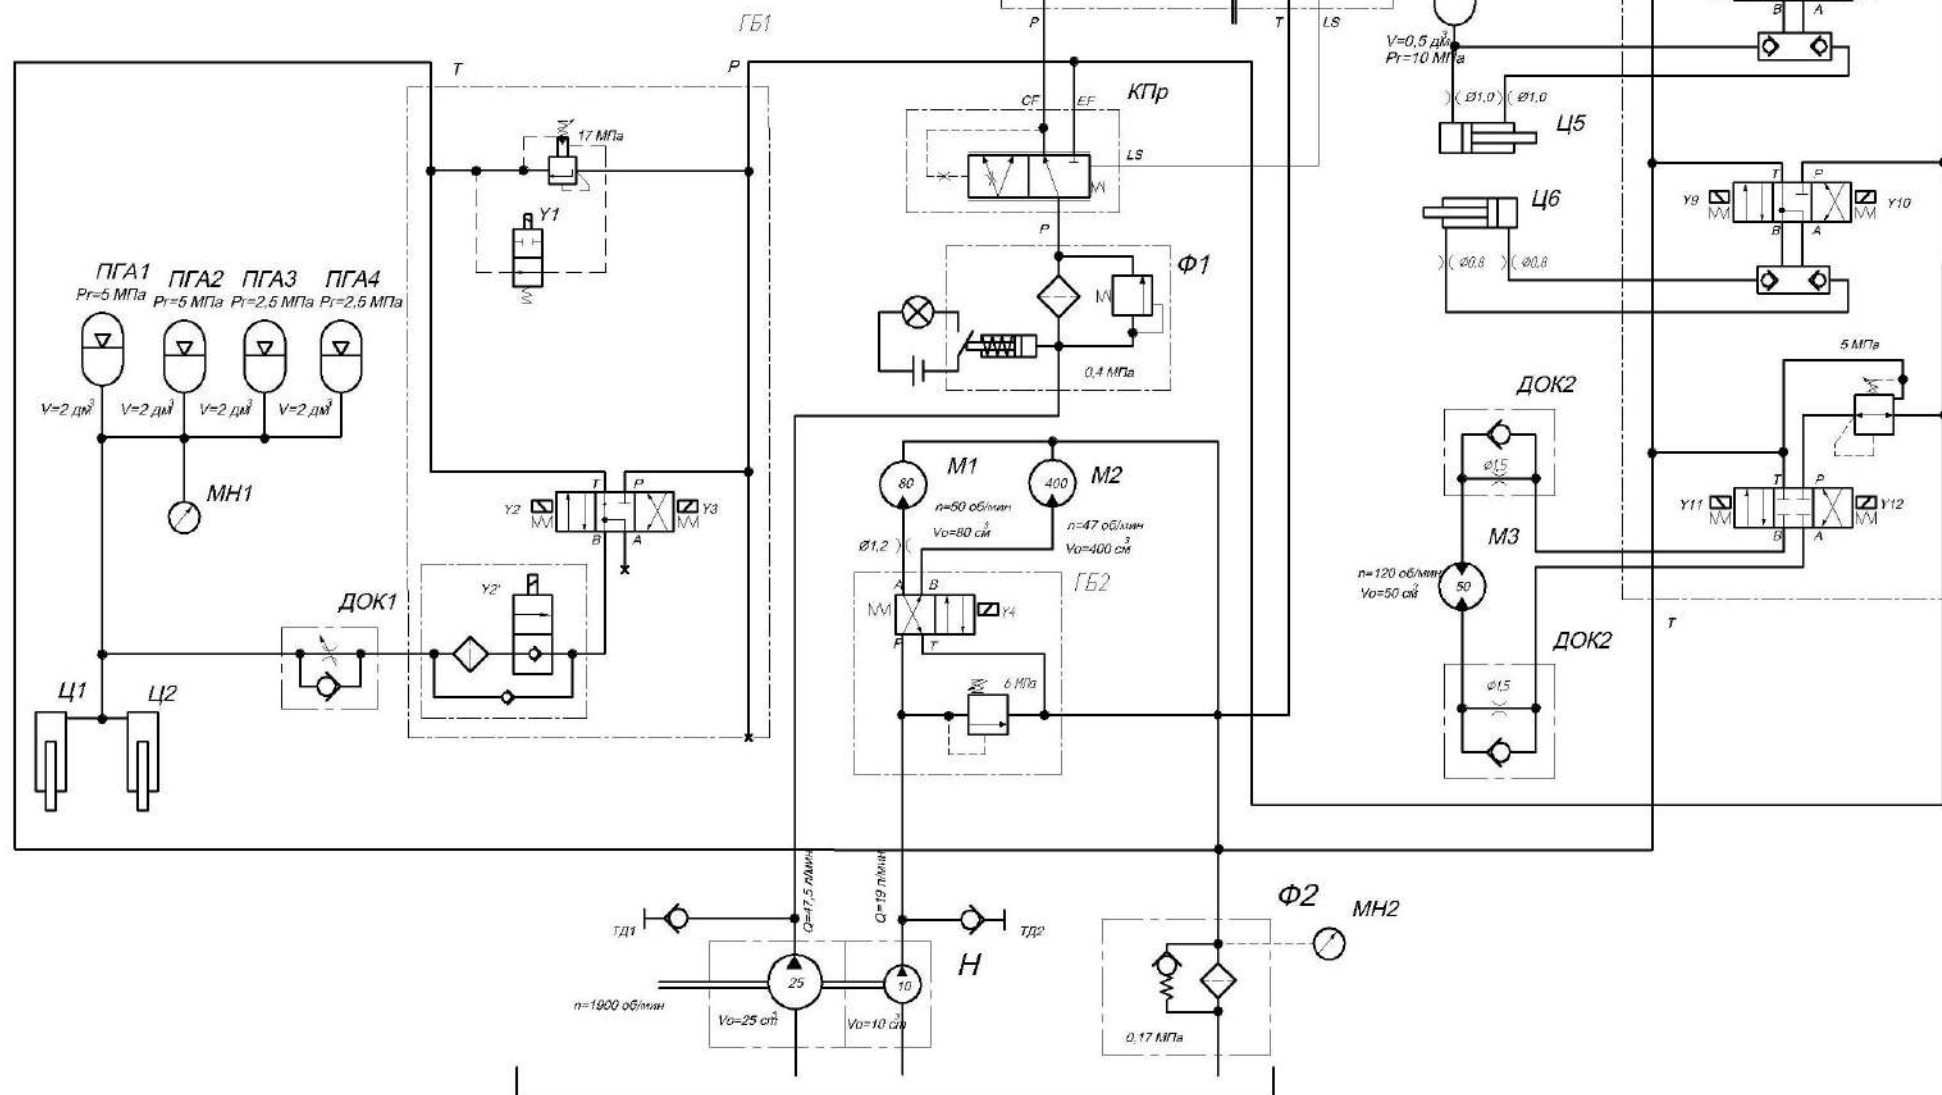 ГБ1
P
T
LS
B
A
V=0,5 дм³
Pг=10 МПа
T
P
КПр
CF
EF
LS
P
Ø1,0
Ø1,0
Ц5
17 МПа
Y1
Ц6
T
P
Y9
Y10
B
A
Ø0,8
Ø0,8
ПГА1
Pг=5 МПа
ПГА2
Pг=5 МПа
ПГА3
Pг=2,5 МПа
ПГА4
Pг=2,5 МПа
V=2 дм³
V=2 дм³
V=2 дм³
V=2 дм³
МН1
Ф1
0,4 МПа
5 МПа
ДОК2
Ø1,5
T
P
Y11
Y12
B
A
М3
n=120 об/мин
Vo=50 см³
50
ДОК2
Ø1,5
T
М1
80
n=50 об/мин
Vo=80 см³
М2
400
n=47 об/мин
Vo=400 см³
Ø1,2
A
B
ГБ2
Y4
P
T
6 МПа
T
P
Y2
Y3
B
A
Y2'
ДОК1
Ц1
Ц2
Q=47,5 л/мин
Q=19 л/мин
ТД1
ТД2
Н
25
10
n=1900 об/мин
Vo=25 cm³
Vo=10 cm³
Ф2
МН2
0,17 МПа